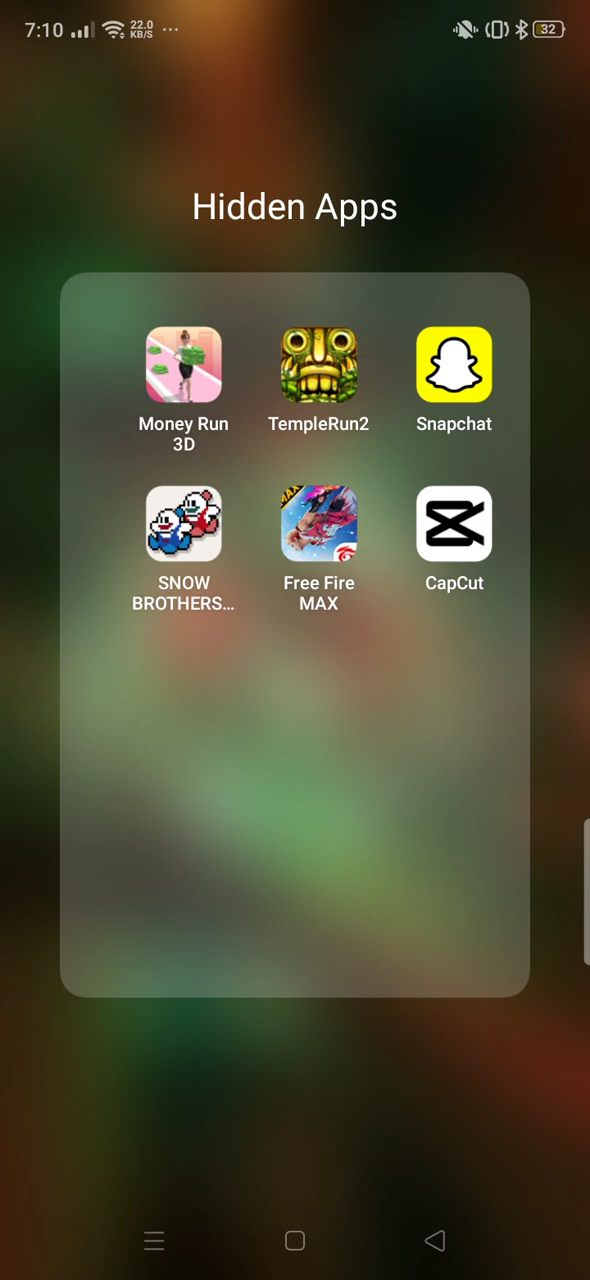 7:10 22.0 KB/S ... 32
Hidden Apps
Money Run 3D
TempleRun2
Snapchat
SNOW BROTHERS...
Free Fire MAX
MAX
CapCut